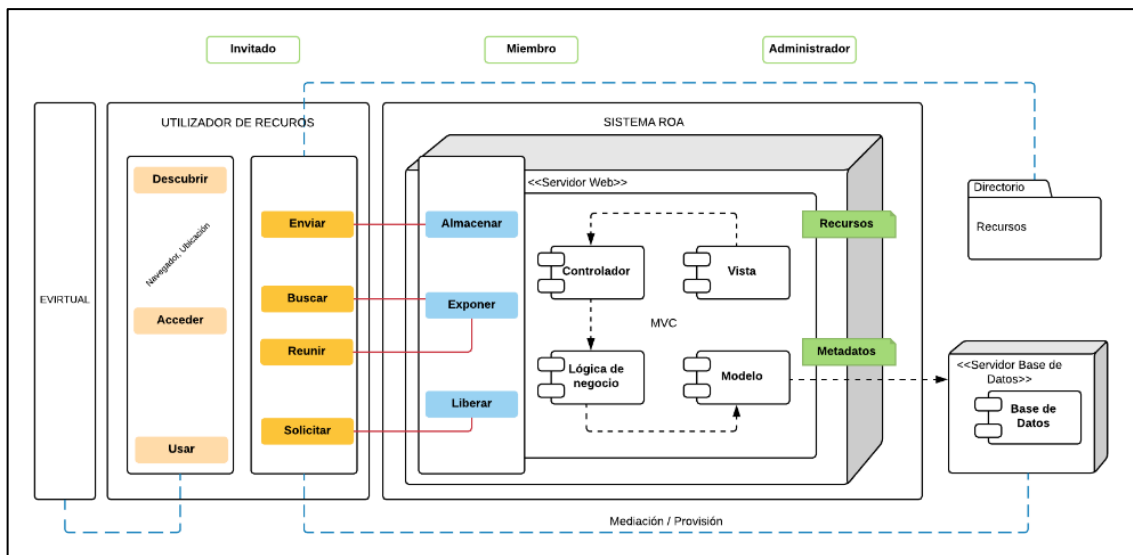 Invitado
Miembro
Administrador
EVIRTUAL
UTILIZADOR DE RECUROS
Descubrir
Navegador, Ubicación
Acceder
Usar
Enviar
Buscar
Reunir
Solicitar
SISTEMA ROA
<<Servidor Web>>
Almacenar
Exponer
Liberar
Controlador
Vista
MVC
Lógica de
negocio
Modelo
Recursos
Metadatos
Directorio
Recursos
<<Servidor Base de
Datos>>
Base de
Datos
Mediación / Provisión